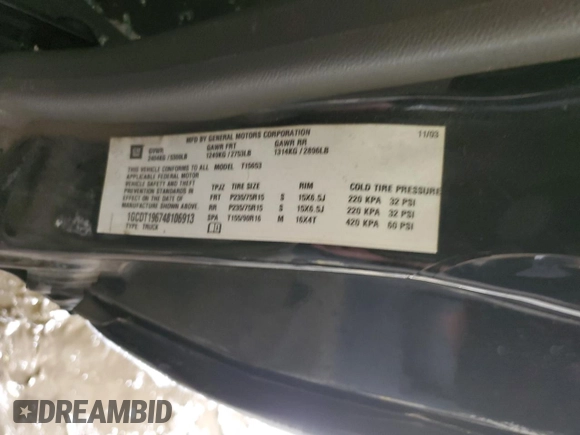 MFD BY GENERAL MOTORS CORPORATION 11/03
GM GVWR GAWR FRT GAWR RR
1249KG / 2753LB 1314KG / 2896LB
THIS VEHICLE CONFORMS TO ALL MODEL T15653
APPLICABLE FEDERAL MOTOR
VEHICLE SAFETY AND THEFT
PREVENTION STANDARDS IN
EFFECT ON THE DATE OF
MANUFACTURE SHOWN ABOVE.
TYPE: TRUCK
TPJZ TIRE SIZE RIM COLD TIRE PRESSURE
FRT P235/75R15 S 15X6.5J 220 KPA 32 PSI
RR P235/75R15 S 15X6.5J 220 KPA 32 PSI
SPA T155/90R16 M 16X4T 420 KPA 60 PSI
DREAMBID